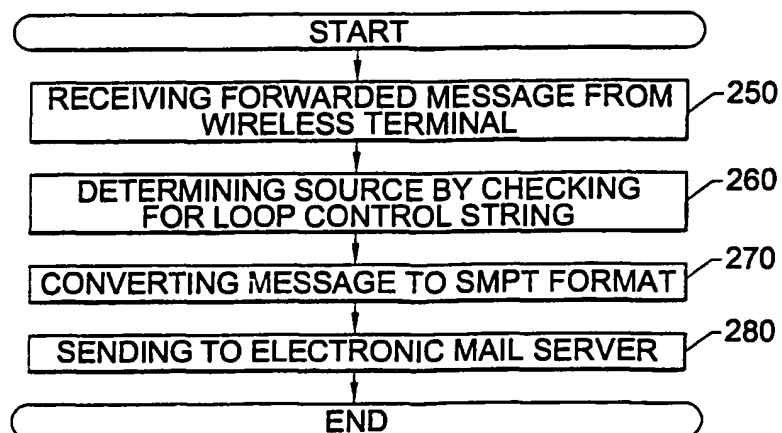 START
RECEIVING FORWARDED MESSAGE FROM
WIRELESS TERMINAL
250
DETERMINING SOURCE BY CHECKING
FOR LOOP CONTROL STRING
260
CONVERTING MESSAGE TO SMPT FORMAT
270
SENDING TO ELECTRONIC MAIL SERVER
280
END